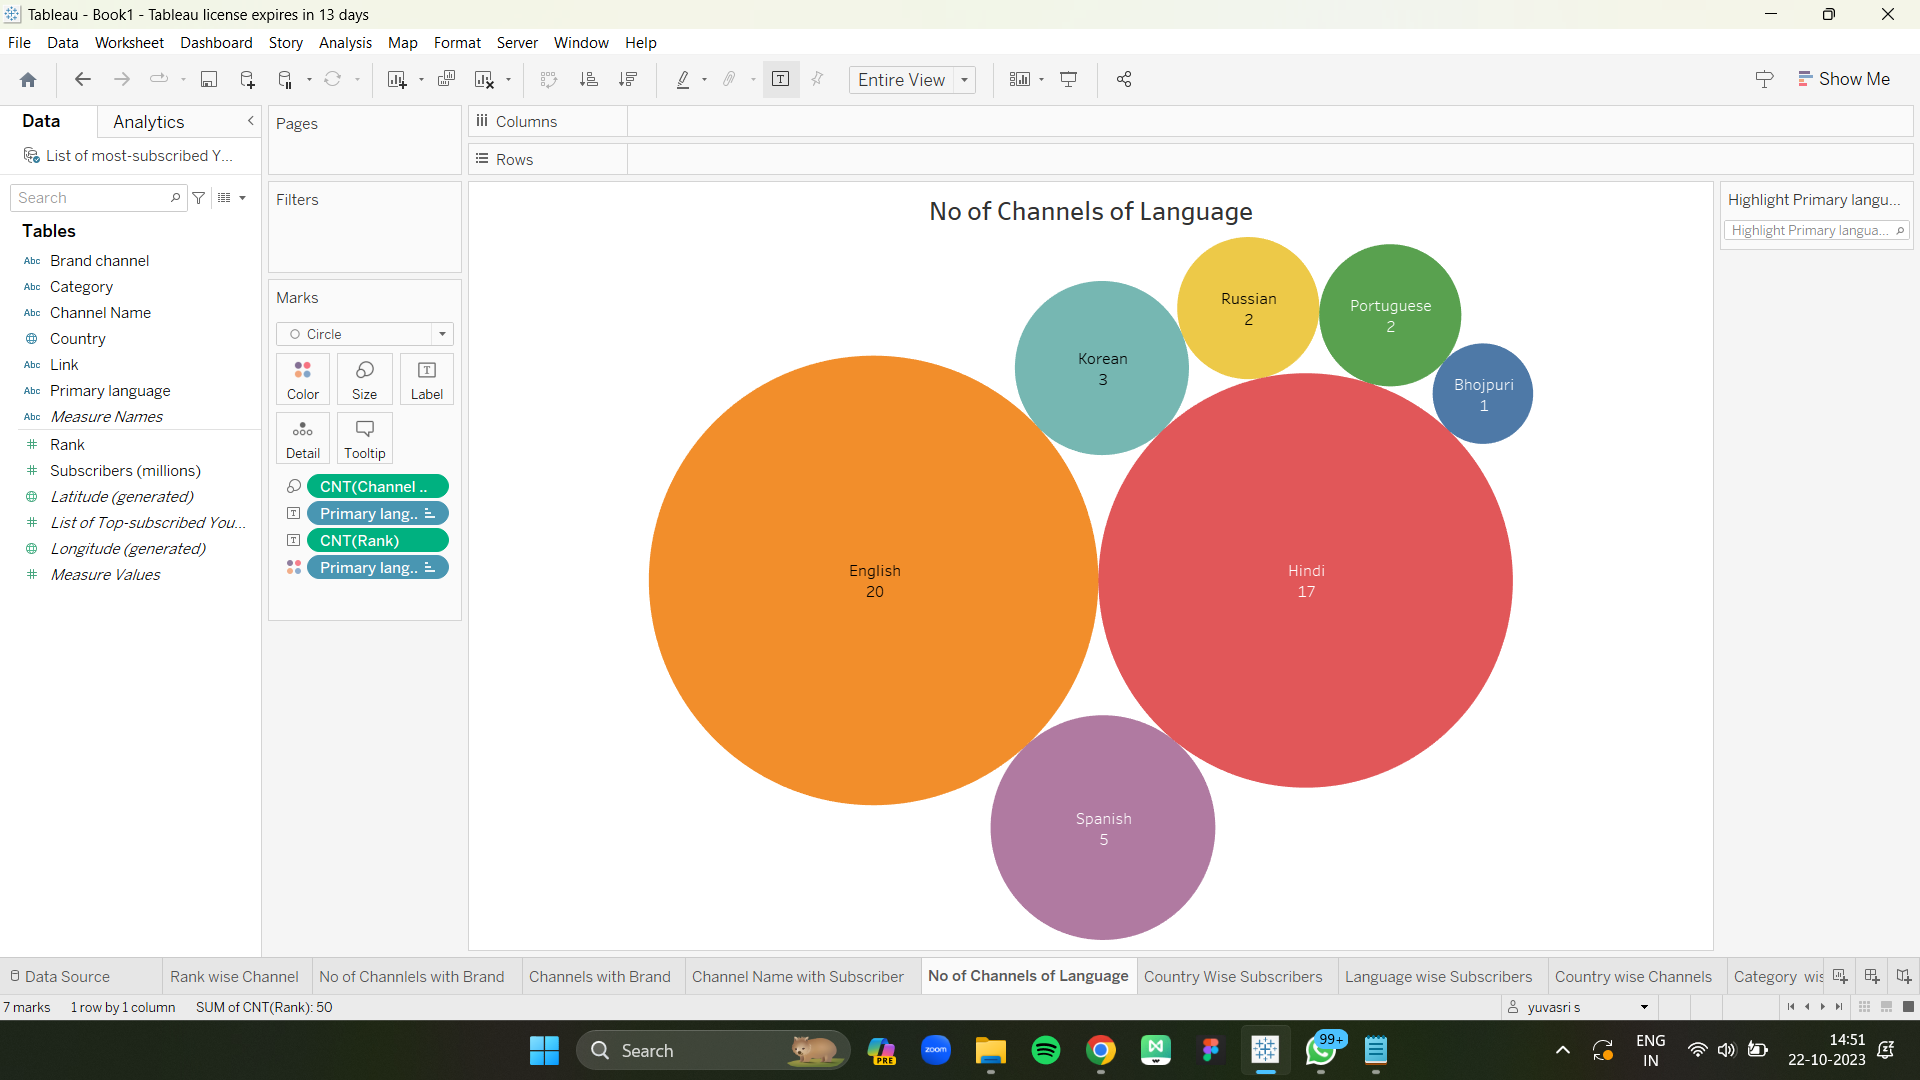 Tableau - Book1 - Tableau license expires in 13 days
File Data Worksheet Dashboard Story Analysis Map Format Server Window Help
Entire View
Show Me
Data Analytics
List of most-subscribed Y...
Search
Tables
Abc Brand channel
Abc Category
Abc Channel Name
Country
Abc Link
Abc Primary language
Abc Measure Names
# Rank
# Subscribers (millions)
Latitude (generated)
# List of Top-subscribed You...
Longitude (generated)
# Measure Values
Pages
Filters
Marks
Circle
Color Size Label
Detail Tooltip
CNT(Channel ..
Primary lang..
CNT(Rank)
Primary lang..
Columns
Rows
No of Channels of Language
Russian
2
Portuguese
2
Korean
3
Bhojpuri
1
English
20
Hindi
17
Spanish
5
Highlight Primary langu...
Highlight Primary langua...
Data Source Rank wise Channel No of Channlels with Brand Channels with Brand Channel Name with Subscriber No of Channels of Language Country Wise Subscribers Language wise Subscribers Country wise Channels Category wis
7 marks 1 row by 1 column SUM of CNT(Rank): 50 yuvasri s
Search
PRE
zoom
99+
ENG
IN
14:51
22-10-2023